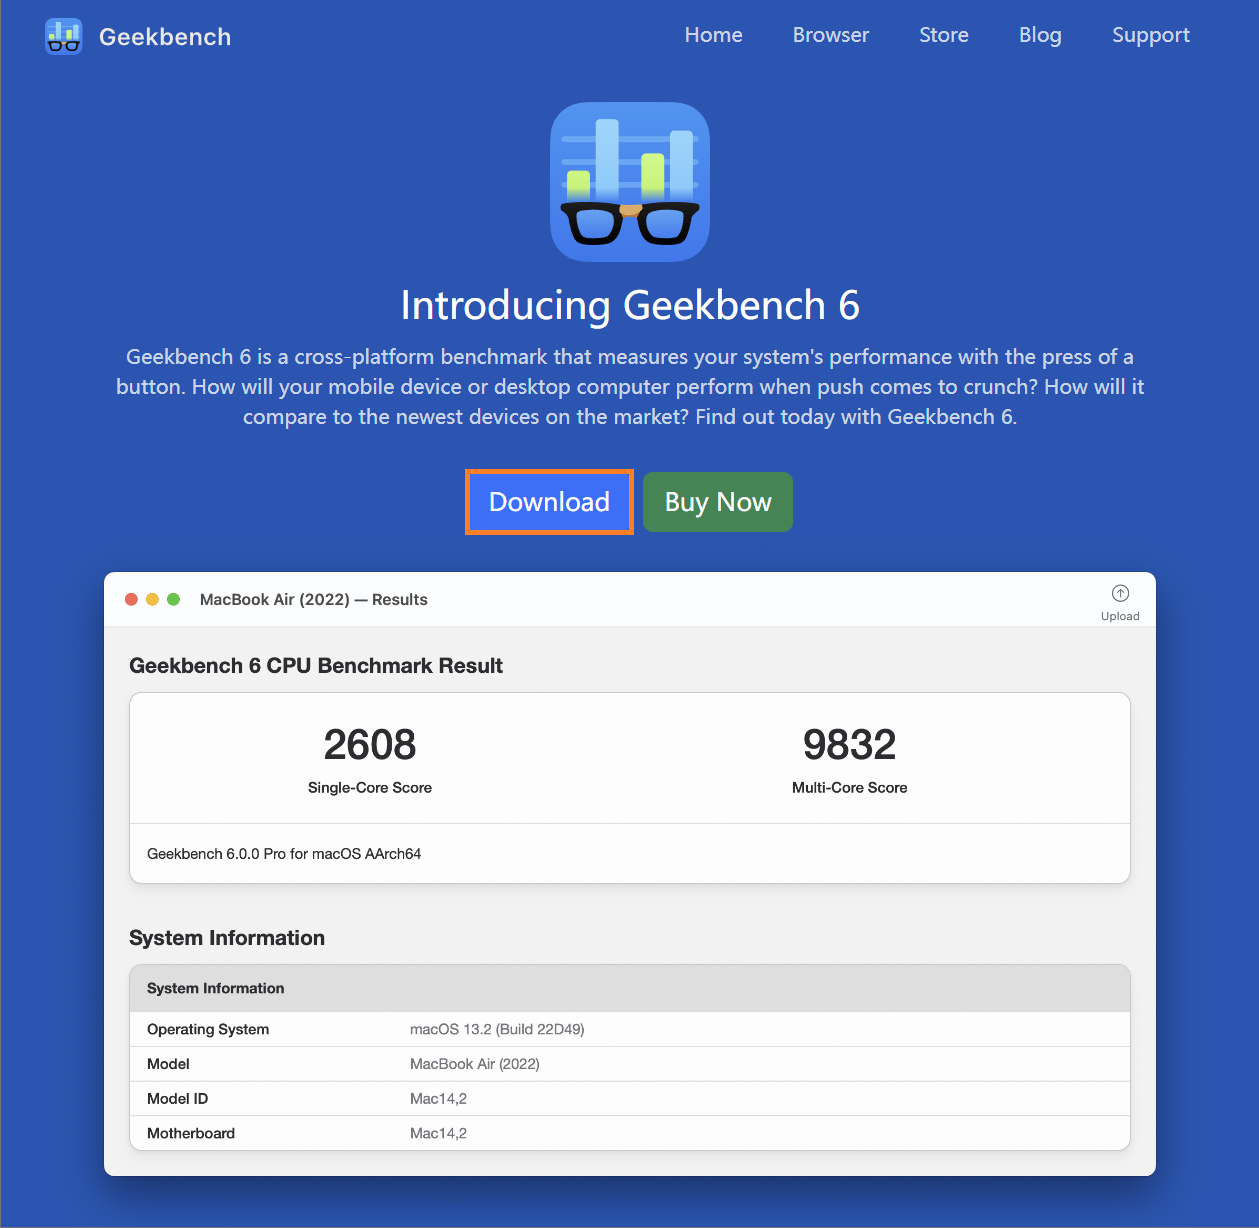 Geekbench
Home Browser Store Blog Support
Introducing Geekbench 6
Geekbench 6 is a cross-platform benchmark that measures your system's performance with the press of a
button. How will your mobile device or desktop computer perform when push comes to crunch? How will it
compare to the newest devices on the market? Find out today with Geekbench 6.
Download Buy Now
MacBook Air (2022) — Results
Upload
Geekbench 6 CPU Benchmark Result
2608 9832
Single-Core Score Multi-Core Score
Geekbench 6.0.0 Pro for macOS AArch64
System Information
System Information
Operating System macOS 13.2 (Build 22D49)
Model MacBook Air (2022)
Model ID Mac14,2
Motherboard Mac14,2